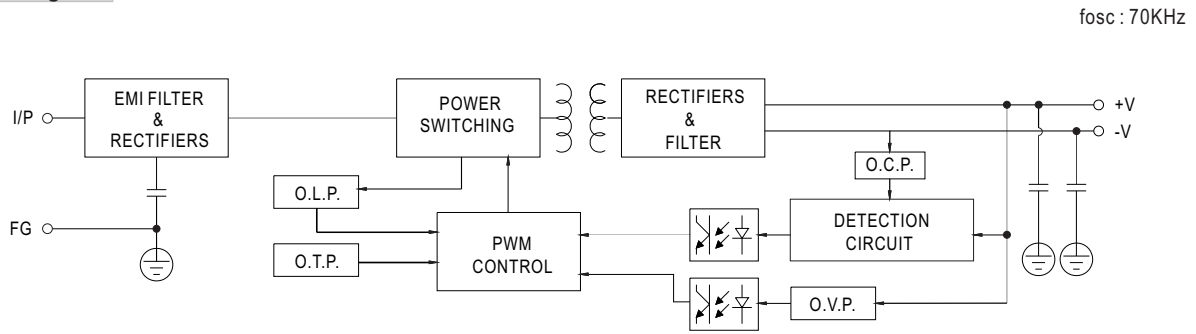 fosc : 70KHz
I/P
EMI FILTER
&
RECTIFIERS
POWER
SWITCHING
RECTIFIERS
&
FILTER
+V
-V
O.C.P.
O.L.P.
DETECTION
CIRCUIT
FG
PWM
CONTROL
O.T.P.
O.V.P.